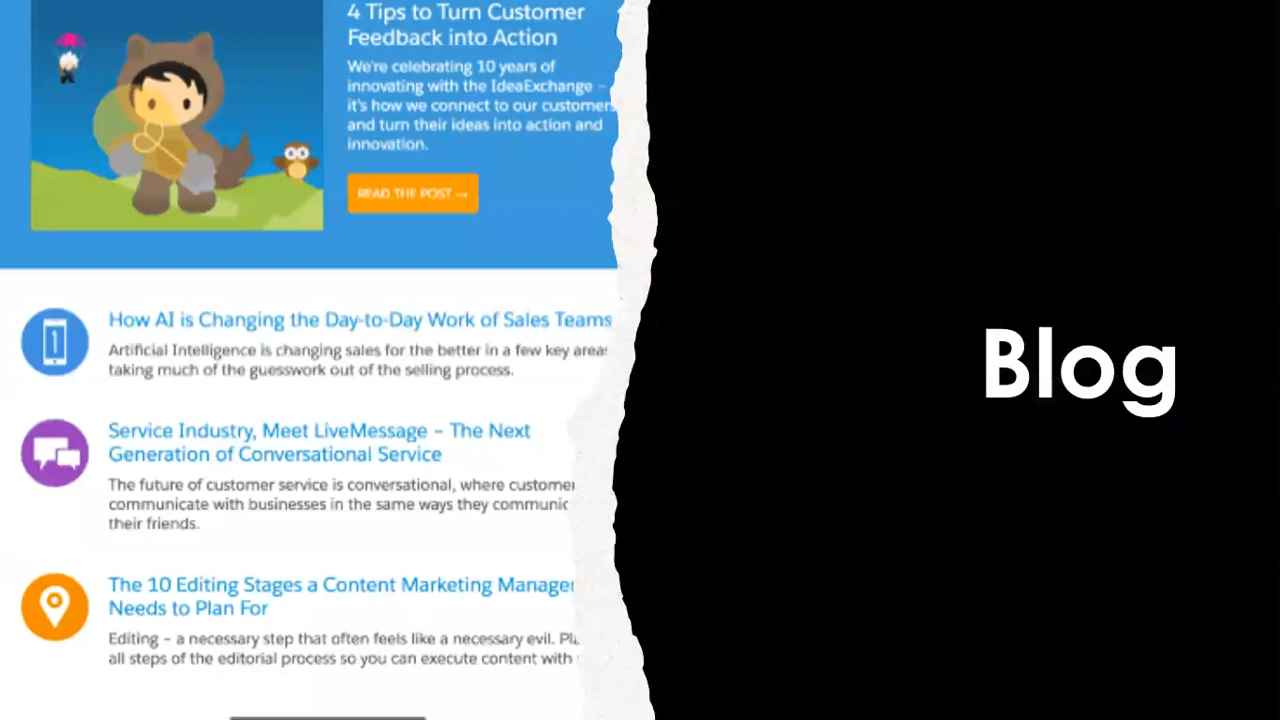 4 Tips to Turn Customer
Feedback into Action
We're celebrating 10 years of
innovating with the IdeaExchange –
it's how we connect to our customers
and turn their ideas into action and
innovation.
READ THE POST →
How AI is Changing the Day-to-Day Work of Sales Teams
Artificial Intelligence is changing sales for the better in a few key areas
taking much of the guesswork out of the selling process.
Service Industry, Meet LiveMessage – The Next
Generation of Conversational Service
The future of customer service is conversational, where customer
communicate with businesses in the same ways they communic
their friends.
The 10 Editing Stages a Content Marketing Manager
Needs to Plan For
Editing – a necessary step that often feels like a necessary evil.
all steps of the editorial process so you can execute content with
Blog
1